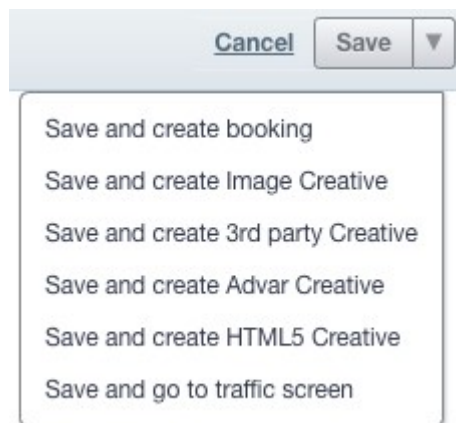 Cancel Save ▼
Save and create booking
Save and create Image Creative
Save and create 3rd party Creative
Save and create Advar Creative
Save and create HTML5 Creative
Save and go to traffic screen